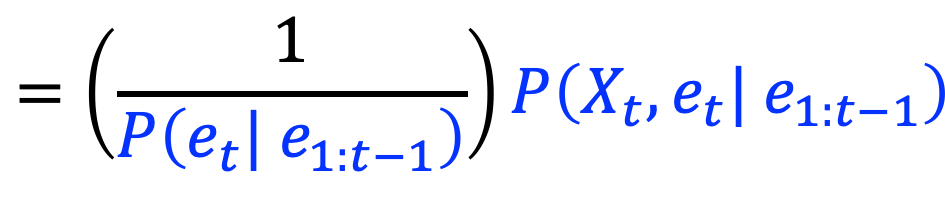 = (1 / P(e_t | e_{1:t−1})) P(X_t, e_t | e_{1:t−1})